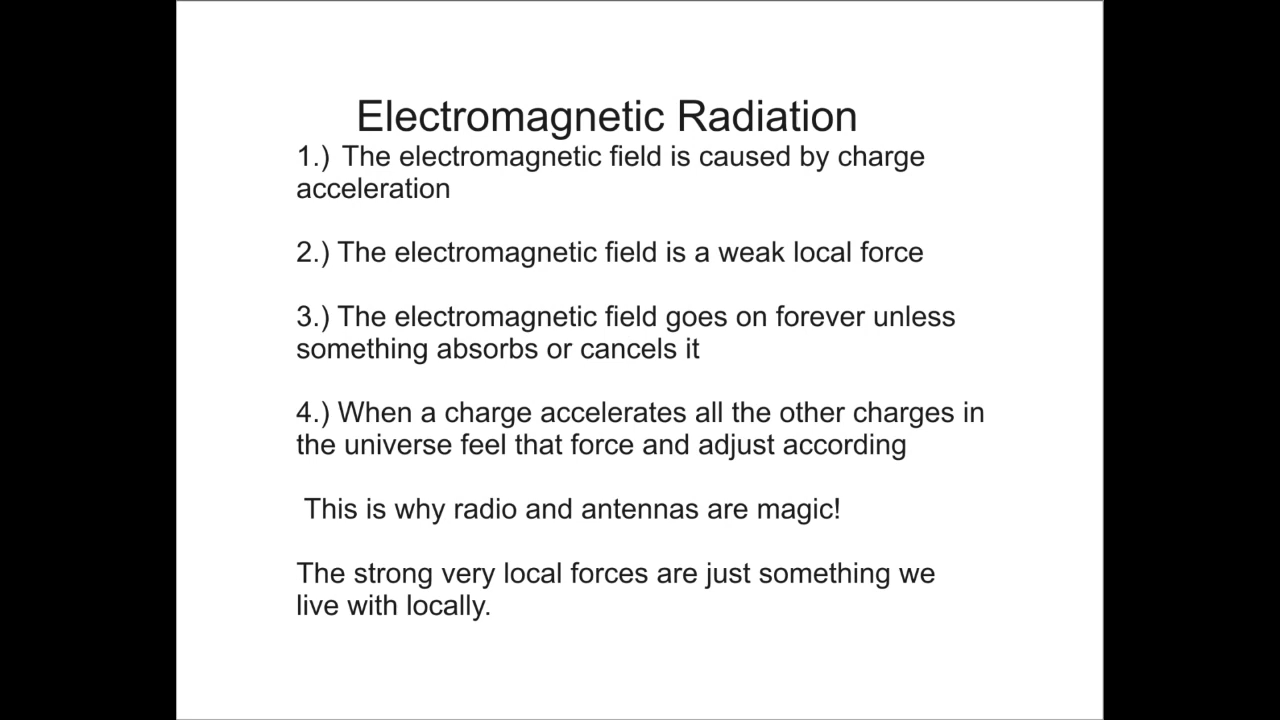 Electromagnetic Radiation
1.) The electromagnetic field is caused by charge
acceleration
2.) The electromagnetic field is a weak local force
3.) The electromagnetic field goes on forever unless
something absorbs or cancels it
4.) When a charge accelerates all the other charges in
the universe feel that force and adjust according
This is why radio and antennas are magic!
The strong very local forces are just something we
live with locally.